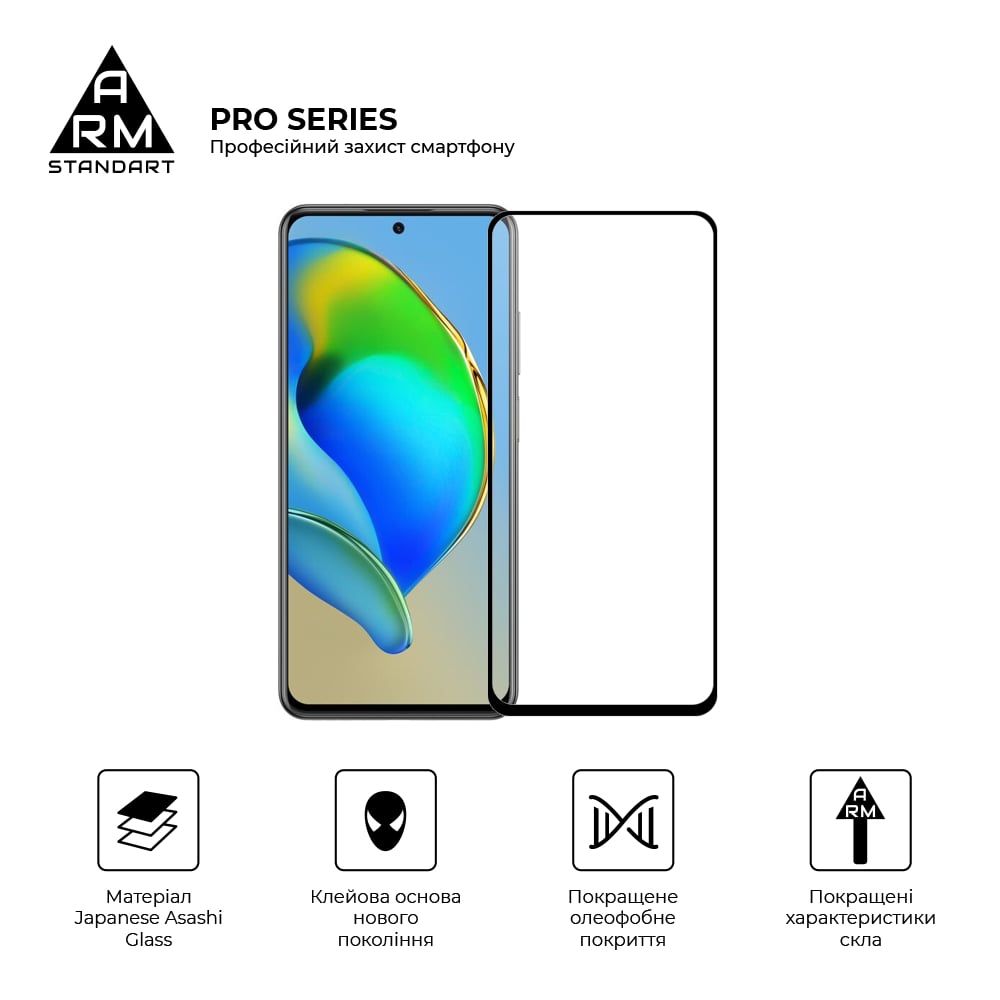 A
RM
STANDART
PRO SERIES
Професійний захист смартфону
A
RM
Матеріал
Japanese Asashi
Glass
Клейова основа
нового
покоління
Покращене
олеофобне
покриття
Покращені
характеристики
скла